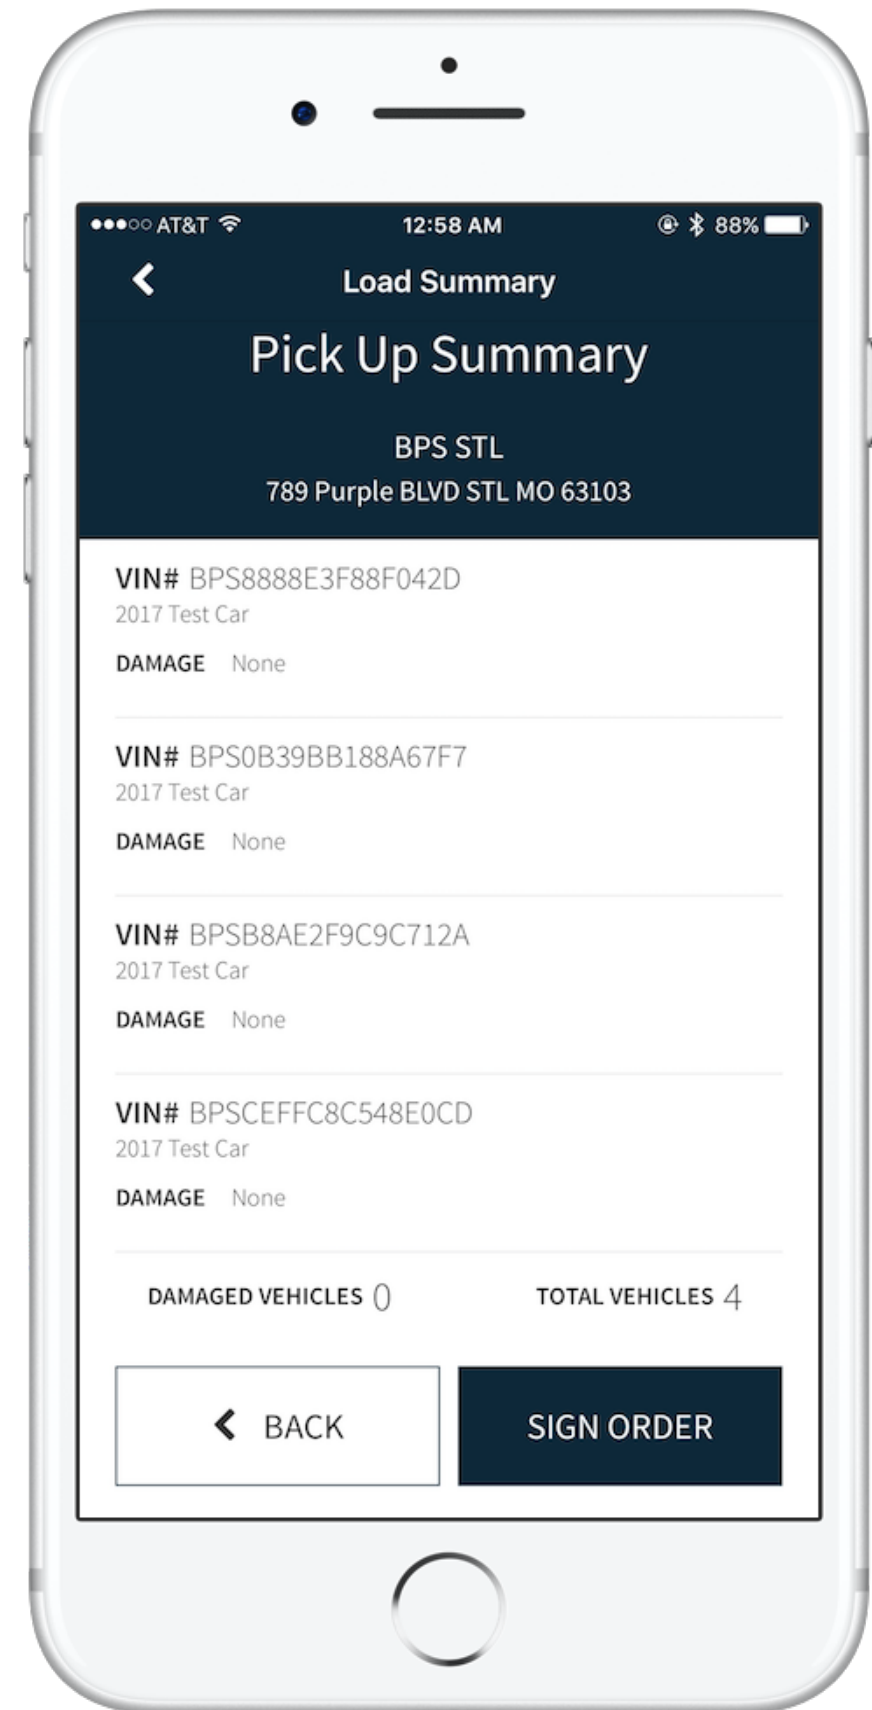 AT&T 12:58 AM 88%
Load Summary
Pick Up Summary
BPS STL
789 Purple BLVD STL MO 63103
VIN# BPS8888E3F88F042D
2017 Test Car
DAMAGE None
VIN# BPS0B39BB188A67F7
2017 Test Car
DAMAGE None
VIN# BPSB8AE2F9C9C712A
2017 Test Car
DAMAGE None
VIN# BPSCEFFC8C548E0CD
2017 Test Car
DAMAGE None
DAMAGED VEHICLES 0 TOTAL VEHICLES 4
BACK SIGN ORDER